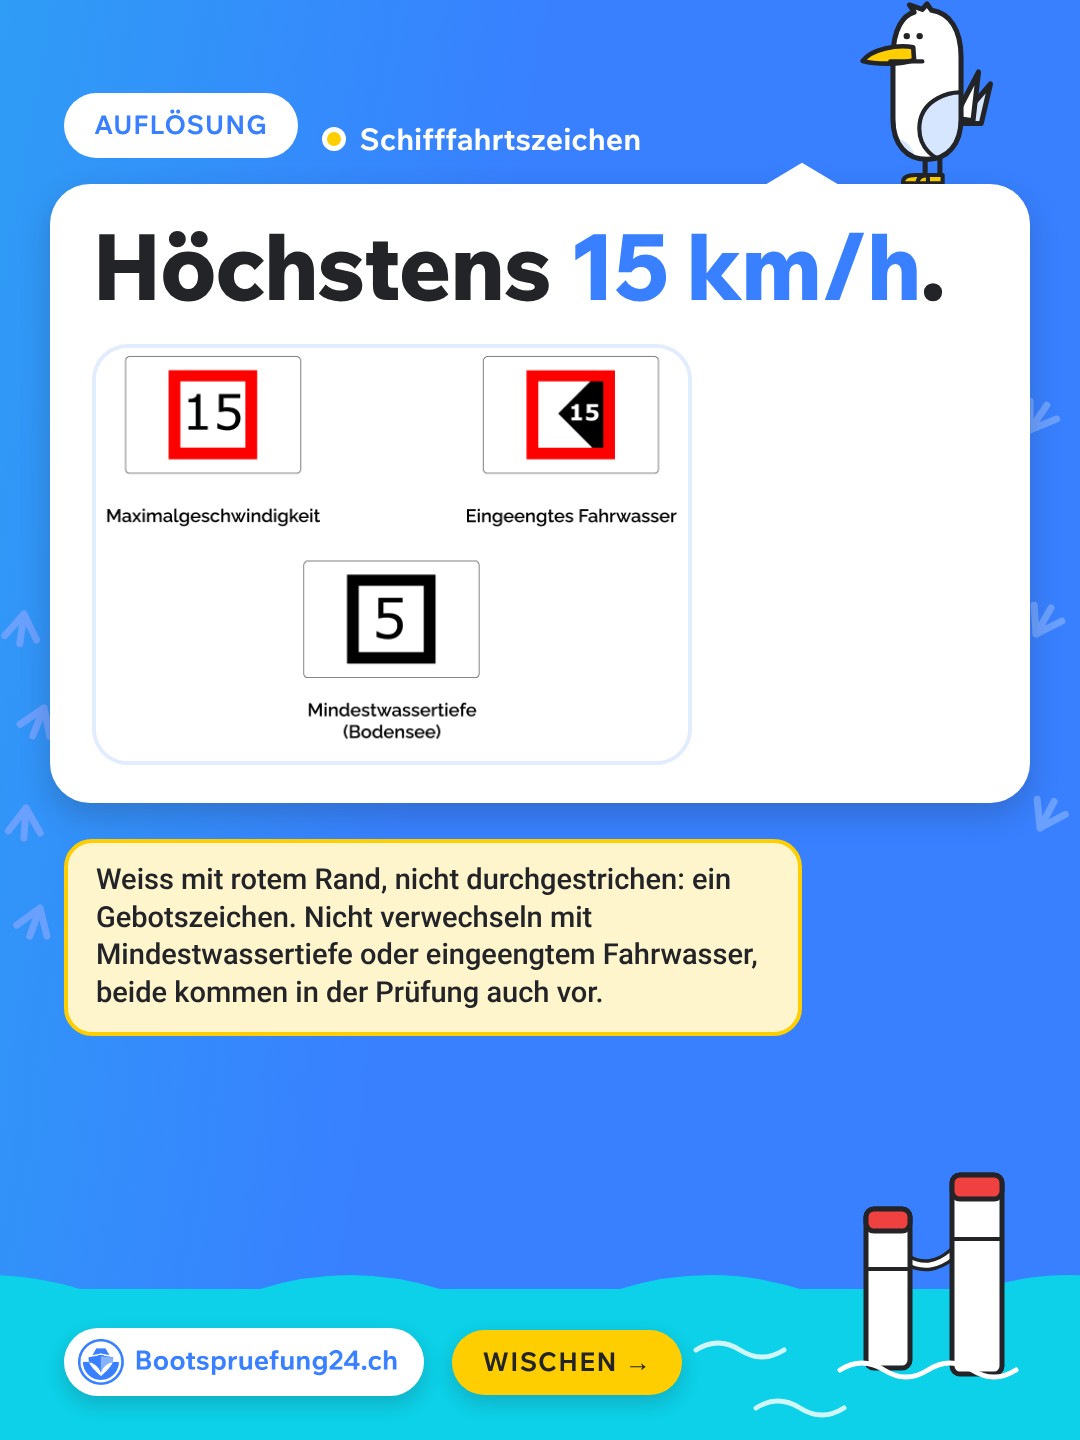 AUFLÖSUNG
Schifffahrtszeichen
Höchstens 15 km/h.
15
15
Maximalgeschwindigkeit
Eingeengtes Fahrwasser
5
Mindestwassertiefe
(Bodensee)
Weiss mit rotem Rand, nicht durchgestrichen: ein
Gebotszeichen. Nicht verwechseln mit
Mindestwassertiefe oder eingeengtem Fahrwasser,
beide kommen in der Prüfung auch vor.
Bootspruefung24.ch
WISCHEN →